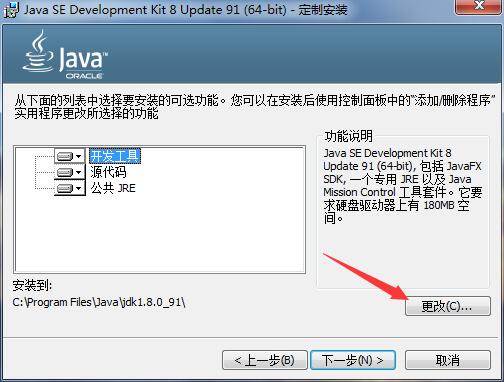 Java SE Development Kit 8 Update 91 (64-bit) - 定制安装
Java
ORACLE
从下面的列表中选择要安装的可选功能。您可以在安装后使用控制面板中的“添加/删除程序”
实用程序更改所选择的功能
开发工具
源代码
公共 JRE
功能说明
Java SE Development Kit 8
Update 91 (64-bit), 包括 JavaFX
SDK, 一个专用 JRE 以及 Java
Mission Control 工具套件。它要
求硬盘驱动器上有 180MB 空
间。
安装到:
C:\Program Files\Java\jdk1.8.0_91\
更改(C)...
< 上一步(B)
下一步(N) >
取消